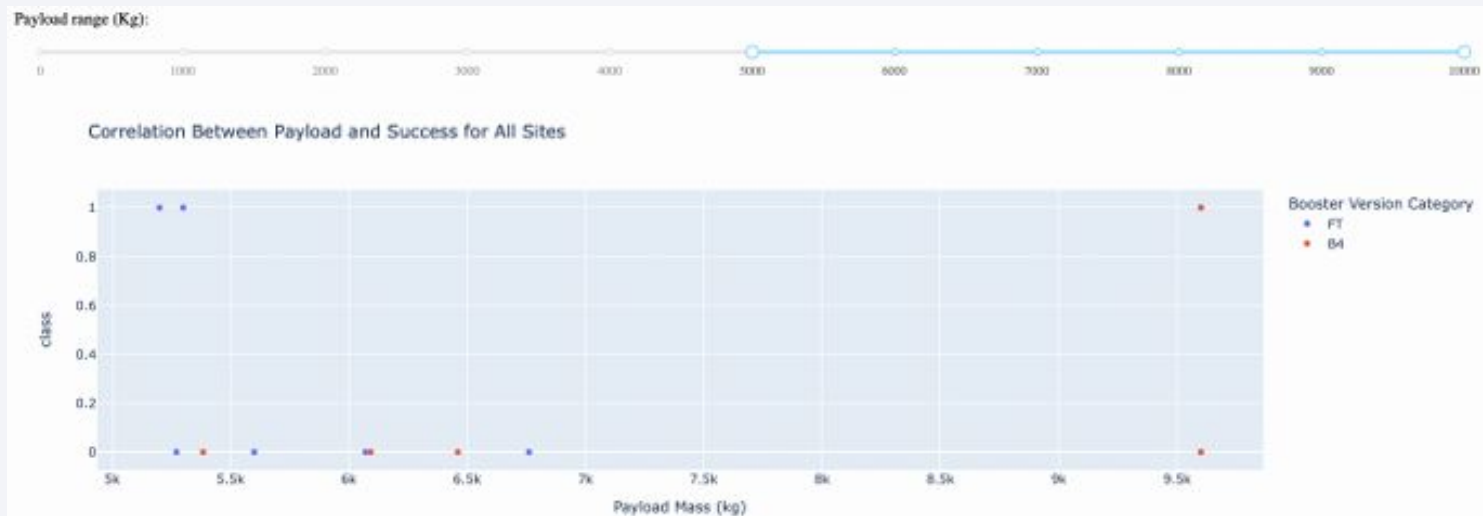 Payload range (Kg):
0 1000 2000 3000 4000 5000 6000 7000 8000 9000 10000
Correlation Between Payload and Success for All Sites
Booster Version Category
FT
B4
1
0.8
0.6
0.4
0.2
0
class
5k 5.5k 6k 6.5k 7k 7.5k 8k 8.5k 9k 9.5k
Payload Mass (kg)